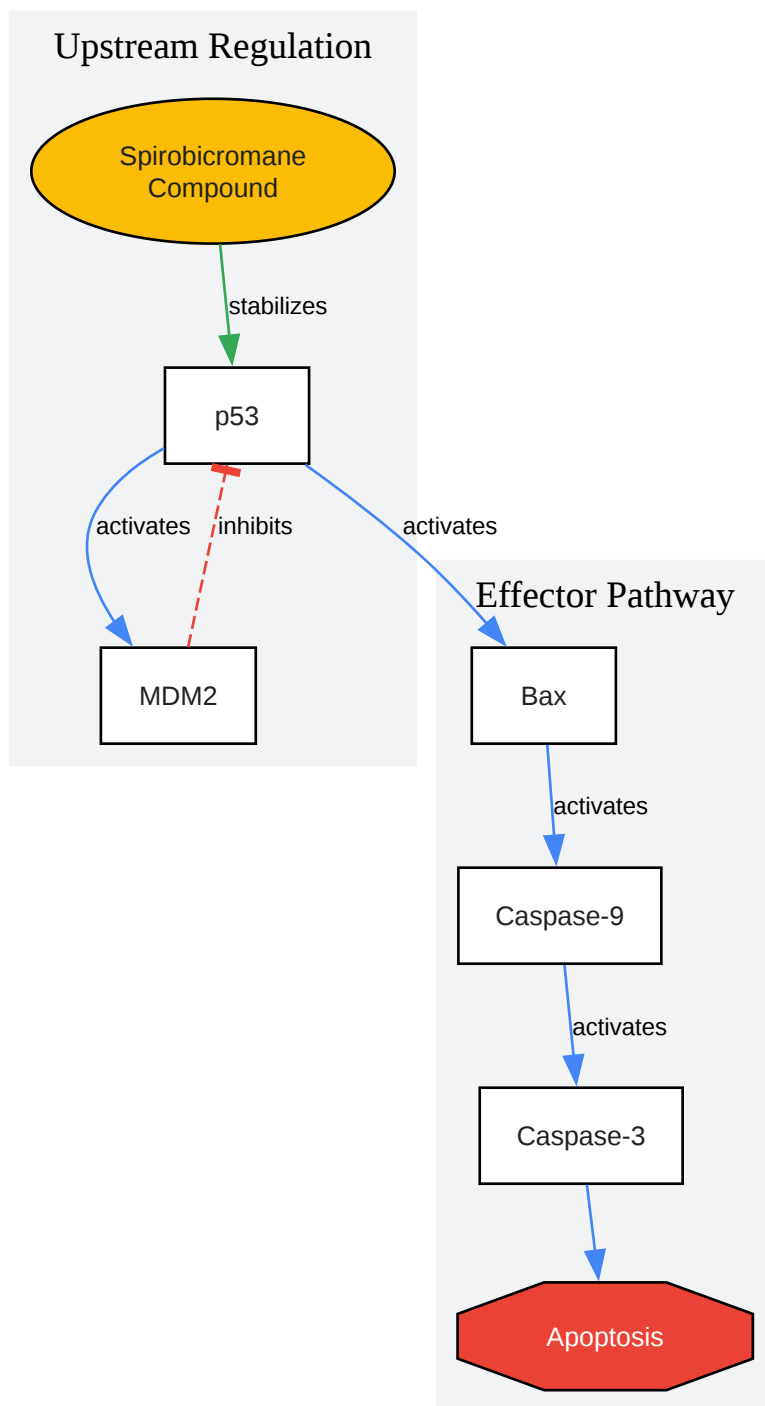 Upstream Regulation
Spirobicromane
Compound
stabilizes
p53
activates
inhibits
activates
MDM2
Effector Pathway
Bax
activates
Caspase-9
activates
Caspase-3
Apoptosis